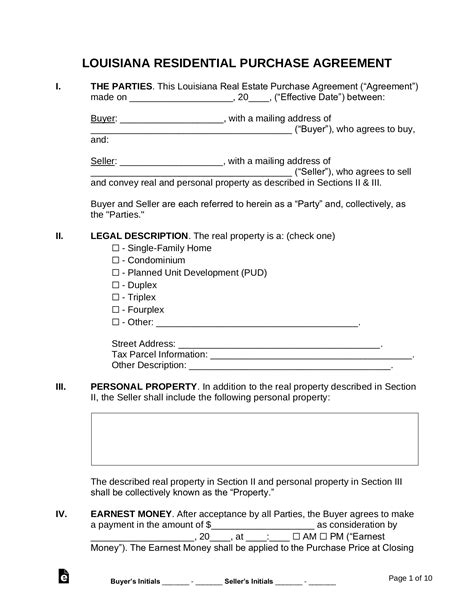 LOUISIANA RESIDENTIAL PURCHASE AGREEMENT
I. THE PARTIES. This Louisiana Real Estate Purchase Agreement (“Agreement”)
made on ____________________, 20____, (“Effective Date”) between:
Buyer: ____________________, with a mailing address of
________________________________________ (“Buyer”), who agrees to buy,
and:
Seller: ____________________, with a mailing address of
________________________________________ (“Seller”), who agrees to sell
and convey real and personal property as described in Sections II & III.
Buyer and Seller are each referred to herein as a “Party” and, collectively, as
the "Parties."
II. LEGAL DESCRIPTION. The real property is a: (check one)
☐ - Single-Family Home
☐ - Condominium
☐ - Planned Unit Development (PUD)
☐ - Duplex
☐ - Triplex
☐ - Fourplex
☐ - Other: ________________________________________.
Street Address: ________________________________________.
Tax Parcel Information: ________________________________________.
Other Description: ________________________________________.
III. PERSONAL PROPERTY. In addition to the real property described in Section
II, the Seller shall include the following personal property:
The described real property in Section II and personal property in Section III
shall be collectively known as the “Property.”
IV. EARNEST MONEY. After acceptance by all Parties, the Buyer agrees to make
a payment in the amount of $____________________ as consideration by
____________________, 20____, at ____:____ ☐ AM ☐ PM (“Earnest
Money”). The Earnest Money shall be applied to the Purchase Price at Closing
Buyer's Initials _______ - _______ Seller's Initials _______ - _______
Page 1 of 10